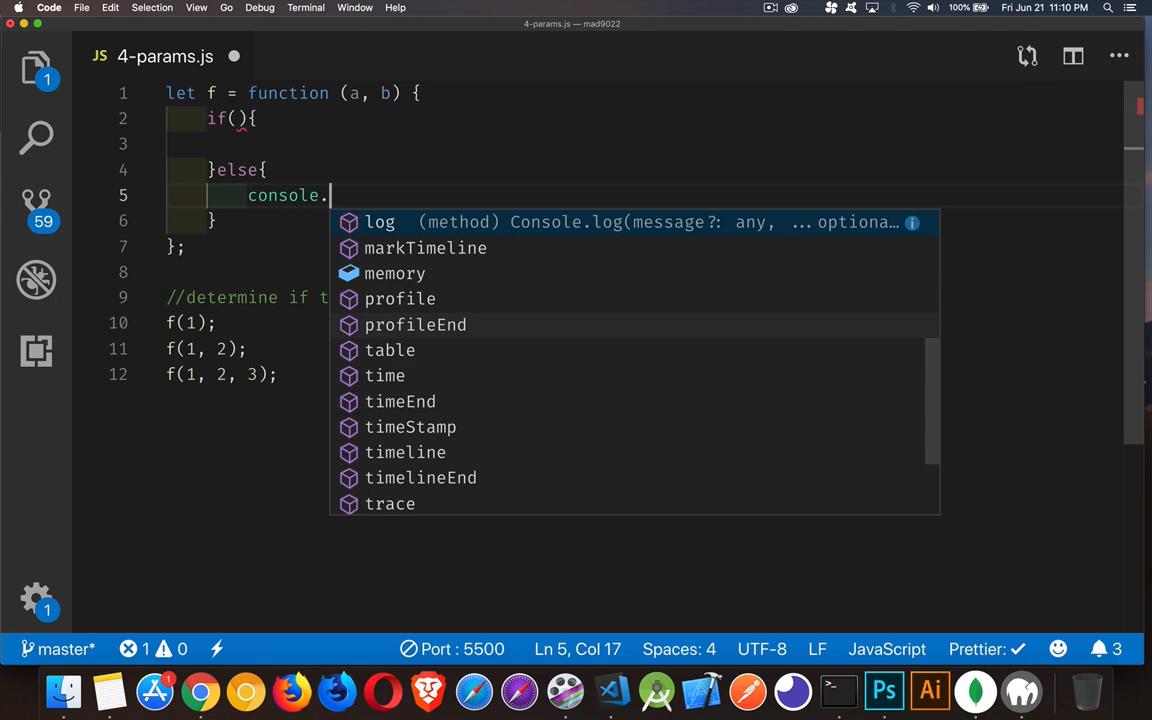 Code File Edit Selection View Go Debug Terminal Window Help 100% Fri Jun 21 11:10 PM
4-params.js — mad9022
JS 4-params.js
1 let f = function (a, b) {
2 if(){
3
4 }else{
5 console.
6 }
7 };
8
9 //determine if t
10 f(1);
11 f(1, 2);
12 f(1, 2, 3);
log (method) Console.log(message?: any, ...optiona...
markTimeline
memory
profile
profileEnd
table
time
timeEnd
timeStamp
timeline
timelineEnd
trace
1
59
1
master* 1 0 Port : 5500 Ln 5, Col 17 Spaces: 4 UTF-8 LF JavaScript Prettier: 3
1
>_
Ps
Ai